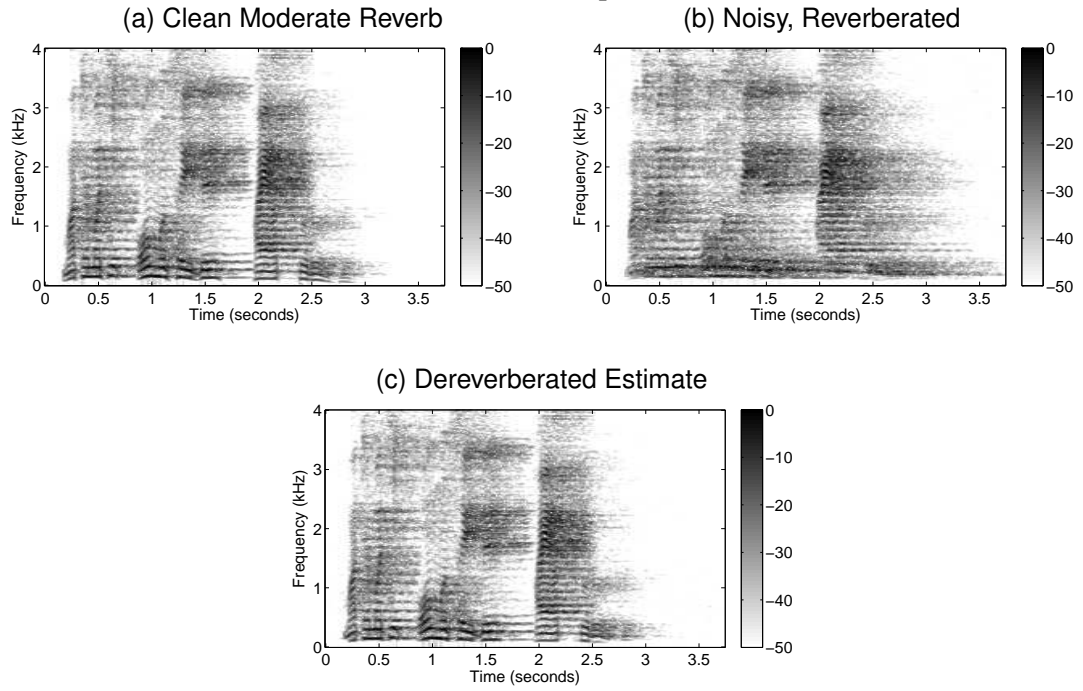 (a) Clean Moderate Reverb
4
3
2
1
0
Frequency (kHz)
0 0.5 1 1.5 2 2.5 3 3.5
Time (seconds)
0
−10
−20
−30
−40
−50
(b) Noisy, Reverberated
4
3
2
1
0
Frequency (kHz)
0 0.5 1 1.5 2 2.5 3 3.5
Time (seconds)
0
−10
−20
−30
−40
−50
(c) Dereverberated Estimate
4
3
2
1
0
Frequency (kHz)
0 0.5 1 1.5 2 2.5 3 3.5
Time (seconds)
0
−10
−20
−30
−40
−50